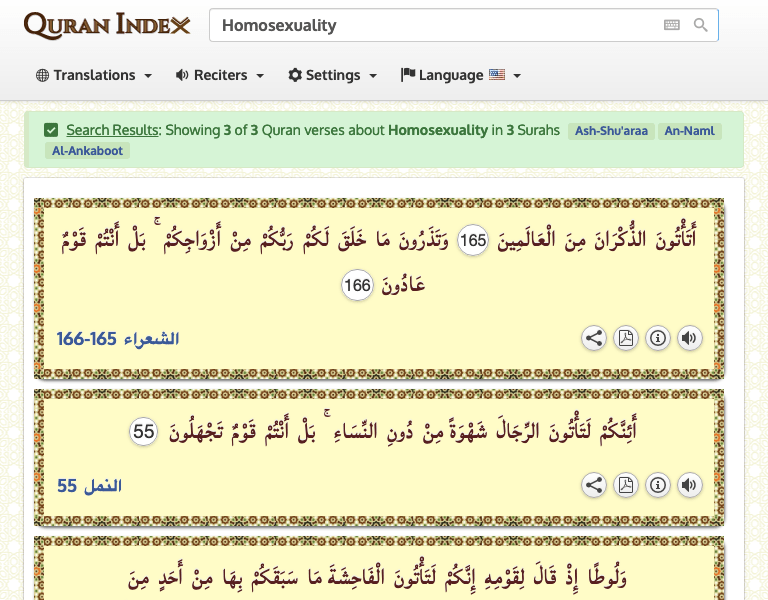 QURAN INDEX
Homosexuality
Translations
Reciters
Settings
Language
Search Results: Showing 3 of 3 Quran verses about Homosexuality in 3 Surahs Ash-Shu'araa An-Naml
Al-Ankaboot
أَتَأْتُونَ الذُّكْرَانَ مِنَ الْعَالَمِينَ 165 وَتَذَرُونَ مَا خَلَقَ لَكُمْ رَبُّكُمْ مِنْ أَزْوَاجِكُمْ ۚ بَلْ أَنْتُمْ قَوْمٌ
عَادُونَ 166
الشعراء 165-166
أَئِنَّكُمْ لَتَأْتُونَ الرِّجَالَ شَهْوَةً مِنْ دُونِ النِّسَاءِ ۚ بَلْ أَنْتُمْ قَوْمٌ تَجْهَلُونَ 55
النمل 55
وَلُوطًا إِذْ قَالَ لِقَوْمِهِ إِنَّكُمْ لَتَأْتُونَ الْفَاحِشَةَ مَا سَبَقَكُمْ بِهَا مِنْ أَحَدٍ مِنَ